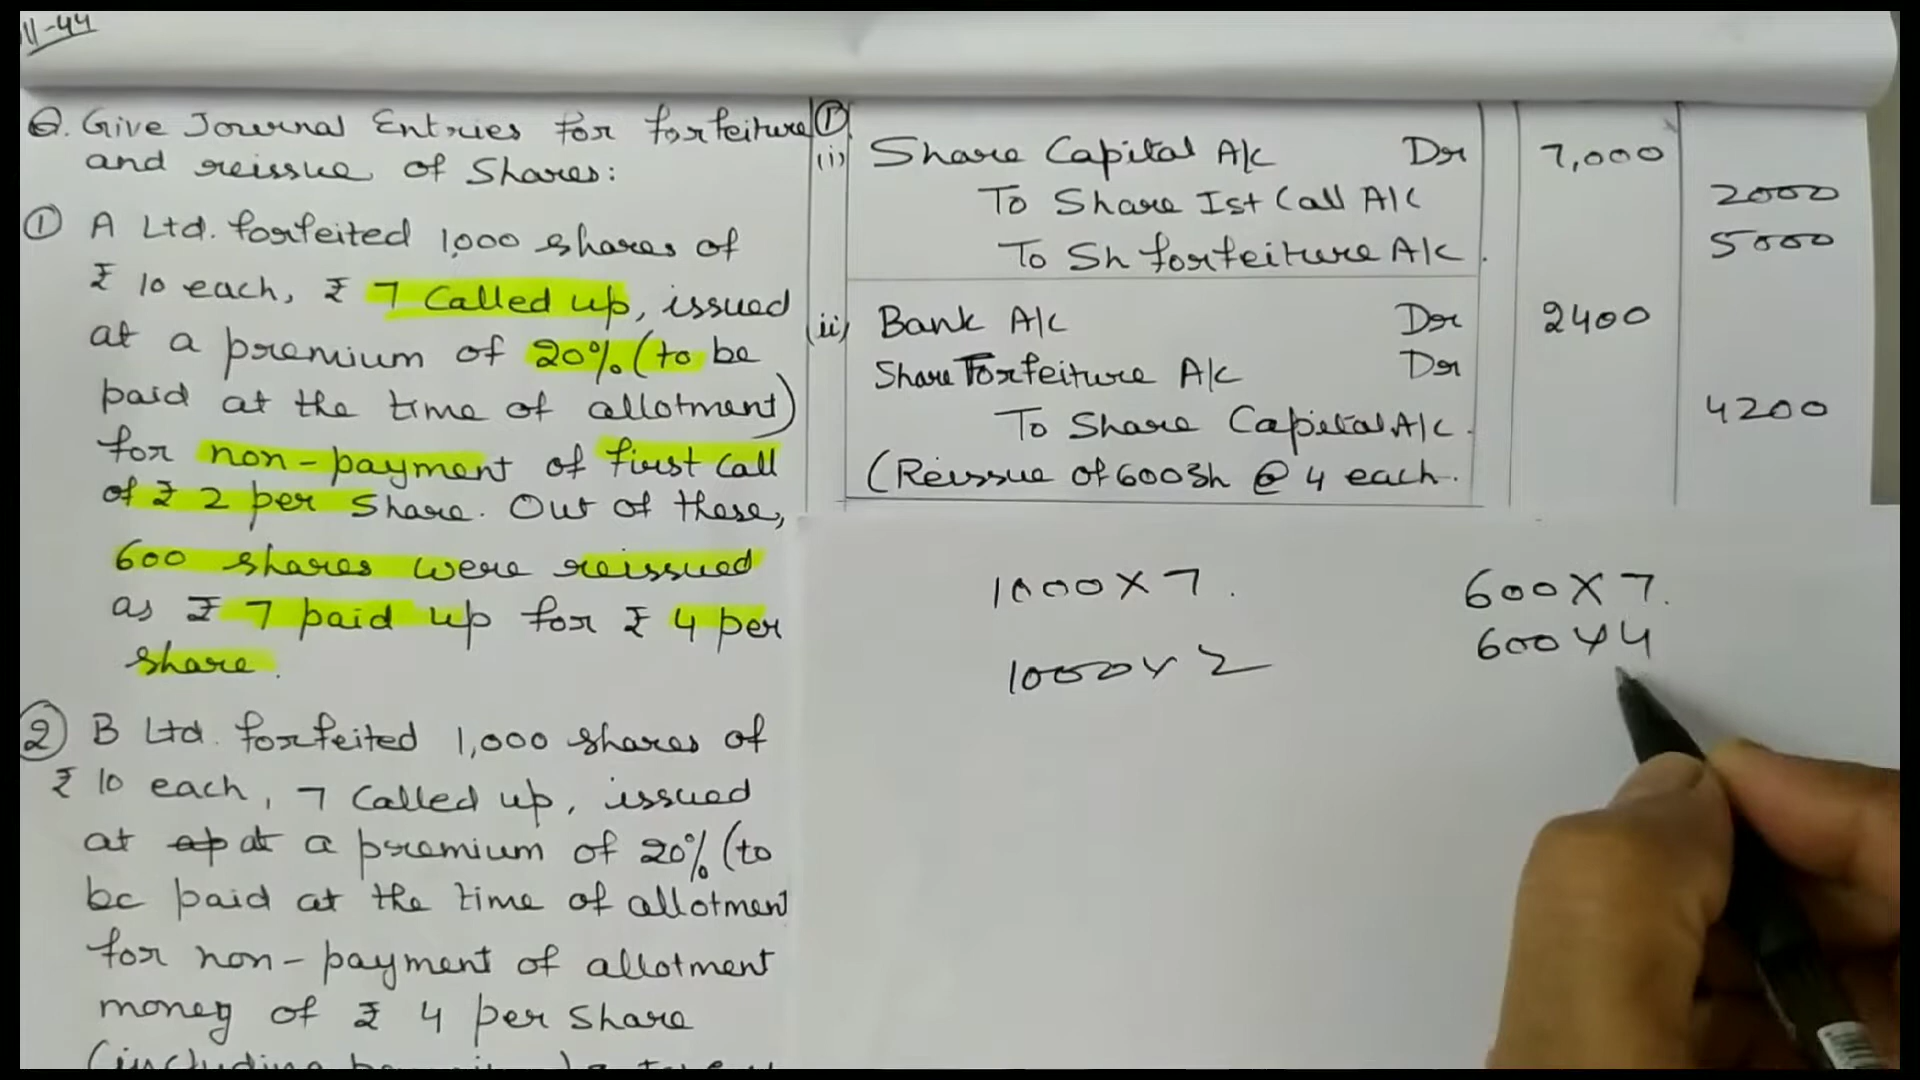 11-44
Q. Give Journal Entries for forfeiture
and reissue of Shares:
① A Ltd. forfeited 1,000 shares of
₹ 10 each, ₹ 7 Called up, issued
at a premium of 20% (to be
paid at the time of allotment)
for non-payment of first call
of ₹ 2 per share. Out of these,
600 shares were reissued
as ₹ 7 paid up for ₹ 4 per
share.
② B Ltd. forfeited 1,000 shares of
₹ 10 each, 7 Called up, issued
at ap at a premium of 20% (to
be paid at the time of allotment
for non-payment of allotment
money of ₹ 4 per share
(including
①
(i) Share Capital A/c Dr 7,000
To Share Ist Call A/c 2000
To Sh forfeiture A/c. 5000
(ii) Bank A/c Dr 2400
Share Forfeiture A/c Dr
To Share Capital A/c. 4200
(Reissue of 600 Sh @ 4 each.
1000 X 7.
1000 x 2
600 X 7.
600 x 4